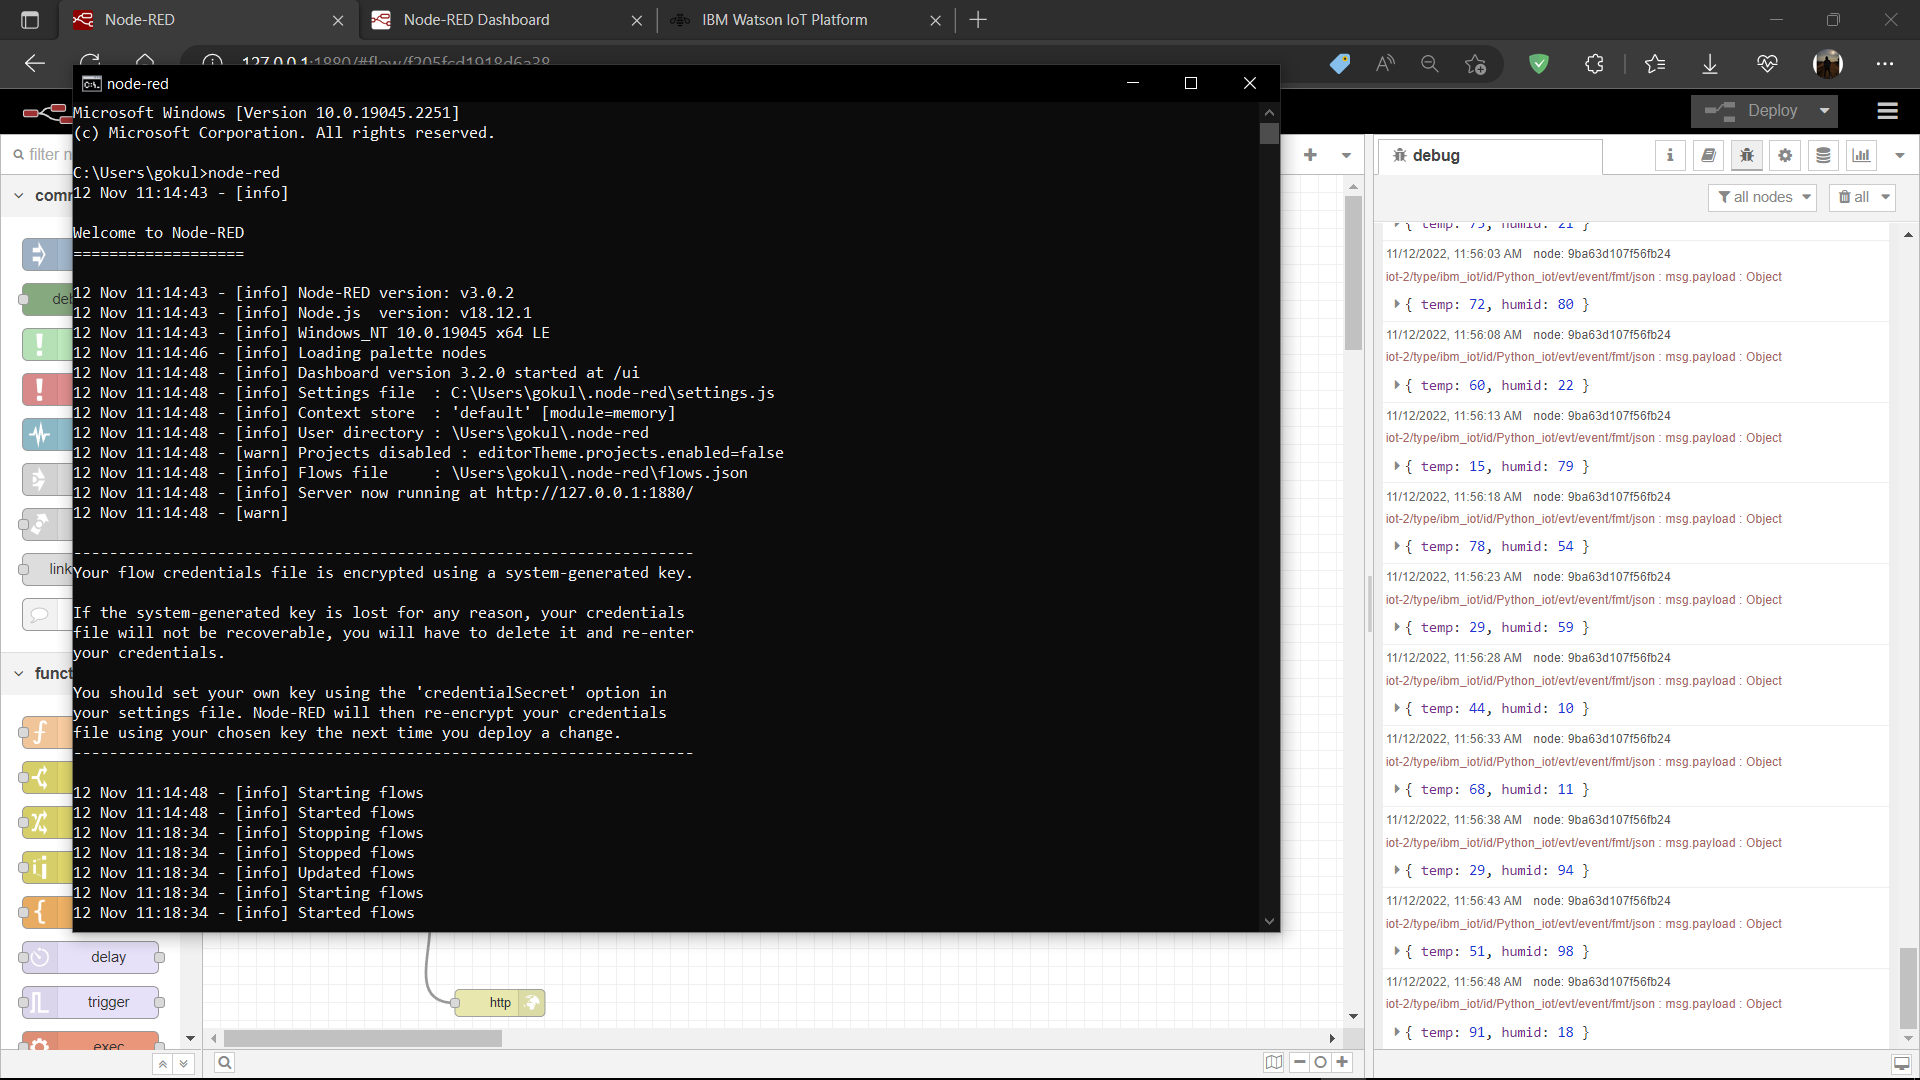 Node-RED
Node-RED Dashboard
IBM Watson IoT Platform
127.0.0.1:1880/#flow/f205fcd1918d6a38
node-red
Deploy
Microsoft Windows [Version 10.0.19045.2251]
(c) Microsoft Corporation. All rights reserved.
C:\Users\gokul>node-red
12 Nov 11:14:43 - [info]
Welcome to Node-RED
===================
12 Nov 11:14:43 - [info] Node-RED version: v3.0.2
12 Nov 11:14:43 - [info] Node.js  version: v18.12.1
12 Nov 11:14:43 - [info] Windows_NT 10.0.19045 x64 LE
12 Nov 11:14:46 - [info] Loading palette nodes
12 Nov 11:14:48 - [info] Dashboard version 3.2.0 started at /ui
12 Nov 11:14:48 - [info] Settings file  : C:\Users\gokul\.node-red\settings.js
12 Nov 11:14:48 - [info] Context store  : 'default' [module=memory]
12 Nov 11:14:48 - [info] User directory : \Users\gokul\.node-red
12 Nov 11:14:48 - [warn] Projects disabled : editorTheme.projects.enabled=false
12 Nov 11:14:48 - [info] Flows file     : \Users\gokul\.node-red\flows.json
12 Nov 11:14:48 - [info] Server now running at http://127.0.0.1:1880/
12 Nov 11:14:48 - [warn]
---------------------------------------------------------------------
Your flow credentials file is encrypted using a system-generated key.
If the system-generated key is lost for any reason, your credentials
file will not be recoverable, you will have to delete it and re-enter
your credentials.
You should set your own key using the 'credentialSecret' option in
your settings file. Node-RED will then re-encrypt your credentials
file using your chosen key the next time you deploy a change.
---------------------------------------------------------------------
12 Nov 11:14:48 - [info] Starting flows
12 Nov 11:14:48 - [info] Started flows
12 Nov 11:18:34 - [info] Stopping flows
12 Nov 11:18:34 - [info] Stopped flows
12 Nov 11:18:34 - [info] Updated flows
12 Nov 11:18:34 - [info] Starting flows
12 Nov 11:18:34 - [info] Started flows
filter n
comm
deb
link
funct
delay
trigger
exec
http
debug
all nodes
all
{ temp: 75, humid: 21 }
11/12/2022, 11:56:03 AM node: 9ba63d107f56fb24
iot-2/type/ibm_iot/id/Python_iot/evt/event/fmt/json : msg.payload : Object
{ temp: 72, humid: 80 }
11/12/2022, 11:56:08 AM node: 9ba63d107f56fb24
iot-2/type/ibm_iot/id/Python_iot/evt/event/fmt/json : msg.payload : Object
{ temp: 60, humid: 22 }
11/12/2022, 11:56:13 AM node: 9ba63d107f56fb24
iot-2/type/ibm_iot/id/Python_iot/evt/event/fmt/json : msg.payload : Object
{ temp: 15, humid: 79 }
11/12/2022, 11:56:18 AM node: 9ba63d107f56fb24
iot-2/type/ibm_iot/id/Python_iot/evt/event/fmt/json : msg.payload : Object
{ temp: 78, humid: 54 }
11/12/2022, 11:56:23 AM node: 9ba63d107f56fb24
iot-2/type/ibm_iot/id/Python_iot/evt/event/fmt/json : msg.payload : Object
{ temp: 29, humid: 59 }
11/12/2022, 11:56:28 AM node: 9ba63d107f56fb24
iot-2/type/ibm_iot/id/Python_iot/evt/event/fmt/json : msg.payload : Object
{ temp: 44, humid: 10 }
11/12/2022, 11:56:33 AM node: 9ba63d107f56fb24
iot-2/type/ibm_iot/id/Python_iot/evt/event/fmt/json : msg.payload : Object
{ temp: 68, humid: 11 }
11/12/2022, 11:56:38 AM node: 9ba63d107f56fb24
iot-2/type/ibm_iot/id/Python_iot/evt/event/fmt/json : msg.payload : Object
{ temp: 29, humid: 94 }
11/12/2022, 11:56:43 AM node: 9ba63d107f56fb24
iot-2/type/ibm_iot/id/Python_iot/evt/event/fmt/json : msg.payload : Object
{ temp: 51, humid: 98 }
11/12/2022, 11:56:48 AM node: 9ba63d107f56fb24
iot-2/type/ibm_iot/id/Python_iot/evt/event/fmt/json : msg.payload : Object
{ temp: 91, humid: 18 }